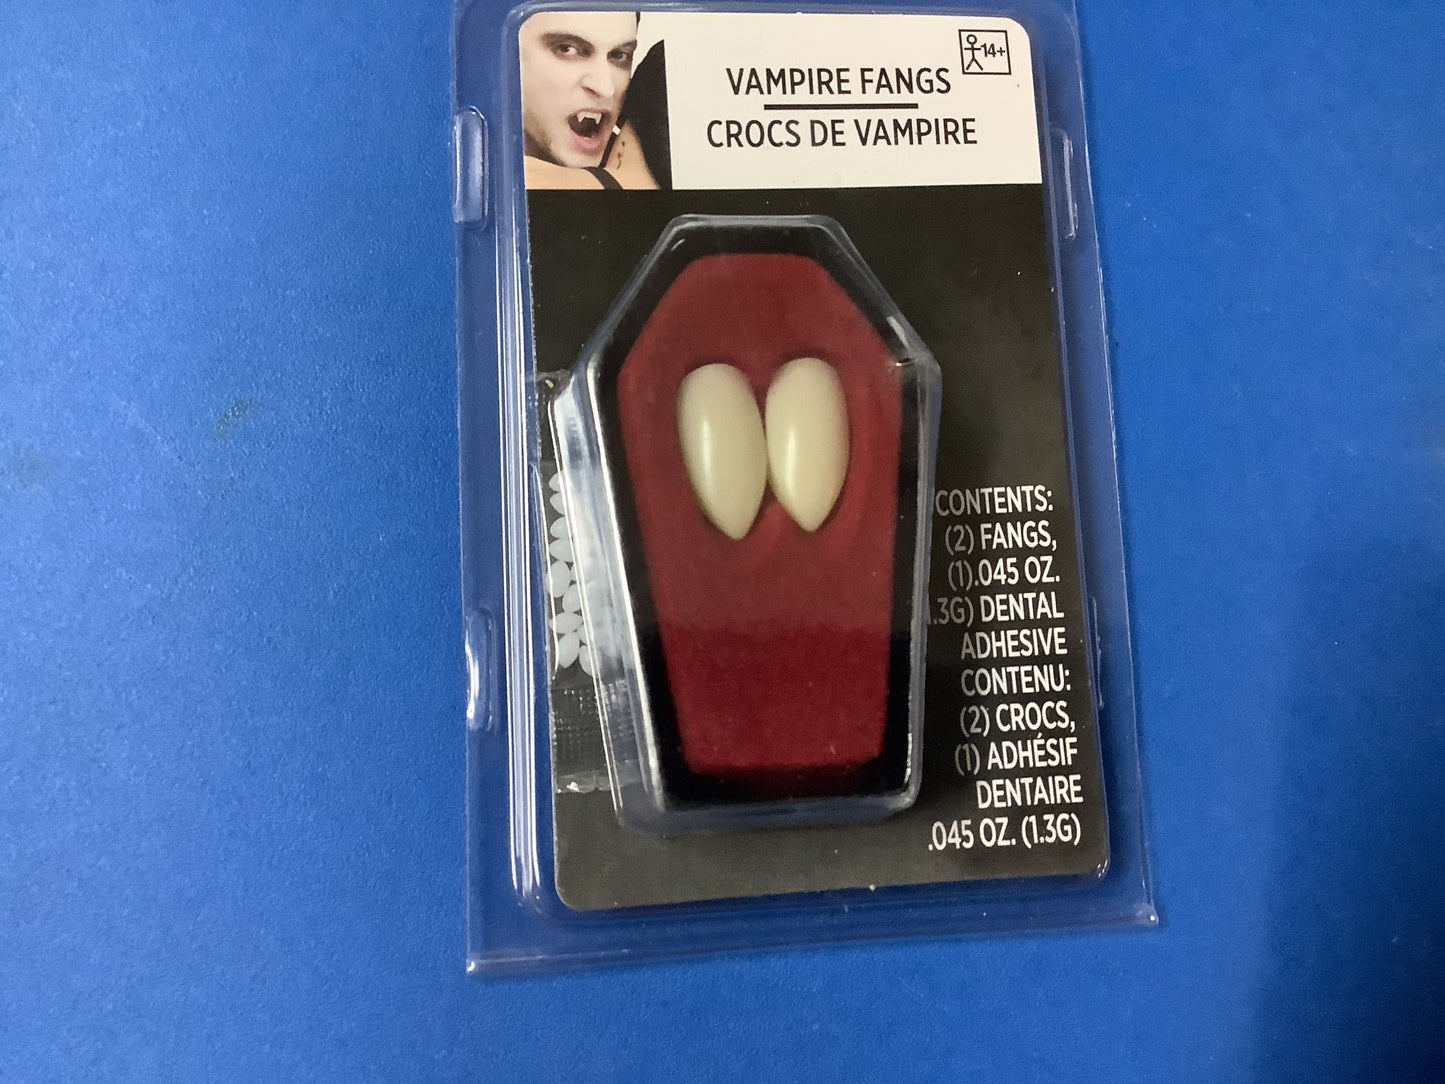 14+
VAMPIRE FANGS
CROCS DE VAMPIRE
CONTENTS:
(2) FANGS,
(1).045 OZ.
.3G) DENTAL
ADHESIVE
CONTENU:
(2) CROCS,
(1) ADHÉSIF
DENTAIRE
.045 OZ. (1.3G)